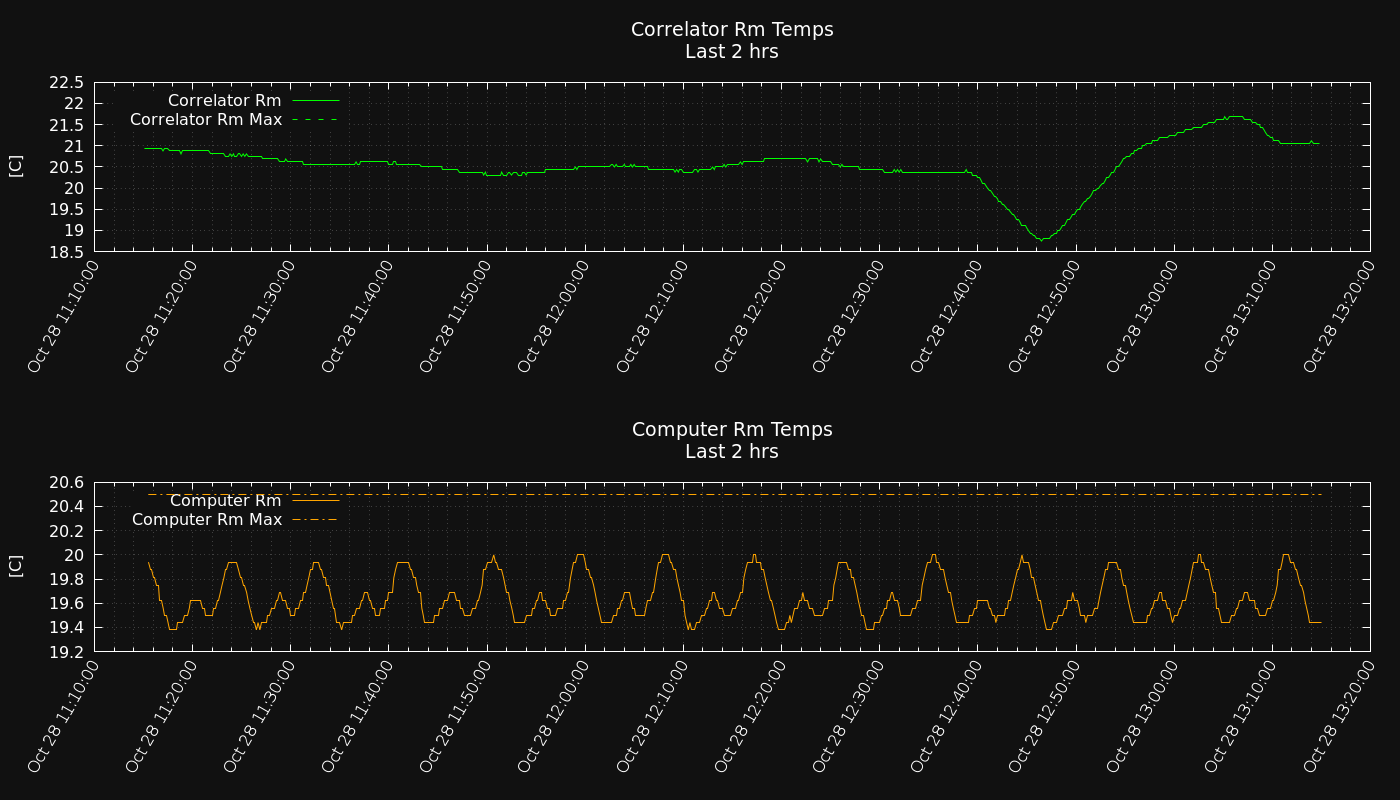 Correlator Rm Temps
Last 2 hrs
22.5
22
21.5
21
20.5
20
19.5
19
18.5
[C]
Correlator Rm
Correlator Rm Max
Oct 28 11:10:00
Oct 28 11:20:00
Oct 28 11:30:00
Oct 28 11:40:00
Oct 28 11:50:00
Oct 28 12:00:00
Oct 28 12:10:00
Oct 28 12:20:00
Oct 28 12:30:00
Oct 28 12:40:00
Oct 28 12:50:00
Oct 28 13:00:00
Oct 28 13:10:00
Oct 28 13:20:00
Computer Rm Temps
Last 2 hrs
20.6
20.4
20.2
20
19.8
19.6
19.4
19.2
[C]
Computer Rm
Computer Rm Max
Oct 28 11:10:00
Oct 28 11:20:00
Oct 28 11:30:00
Oct 28 11:40:00
Oct 28 11:50:00
Oct 28 12:00:00
Oct 28 12:10:00
Oct 28 12:20:00
Oct 28 12:30:00
Oct 28 12:40:00
Oct 28 12:50:00
Oct 28 13:00:00
Oct 28 13:10:00
Oct 28 13:20:00